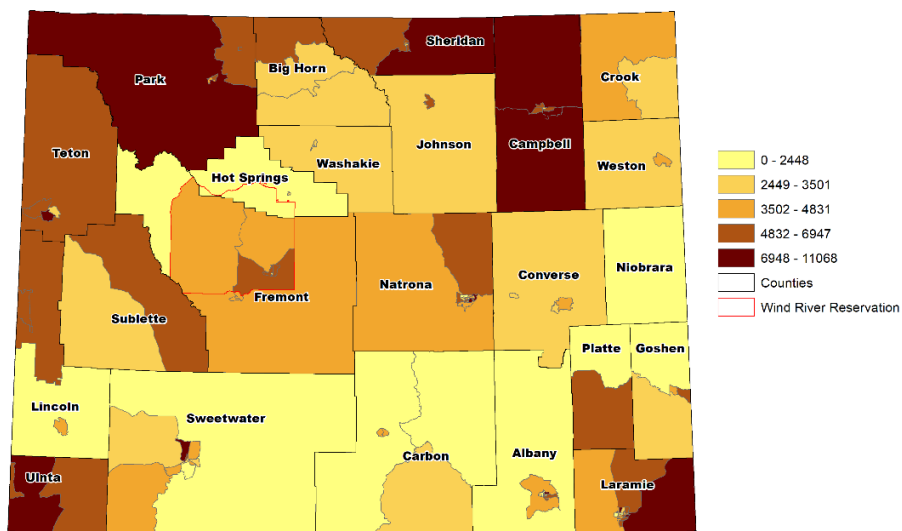 Sheridan
Park
Big Horn
Crook
Teton
Johnson
Campbell
Washakie
Weston
Hot Springs
0 - 2448
2449 - 3501
3502 - 4831
4832 - 6947
6948 - 11068
Counties
Wind River Reservation
Niobrara
Converse
Natrona
Fremont
Sublette
Platte
Goshen
Lincoln
Sweetwater
Albany
Carbon
UInta
Laramie